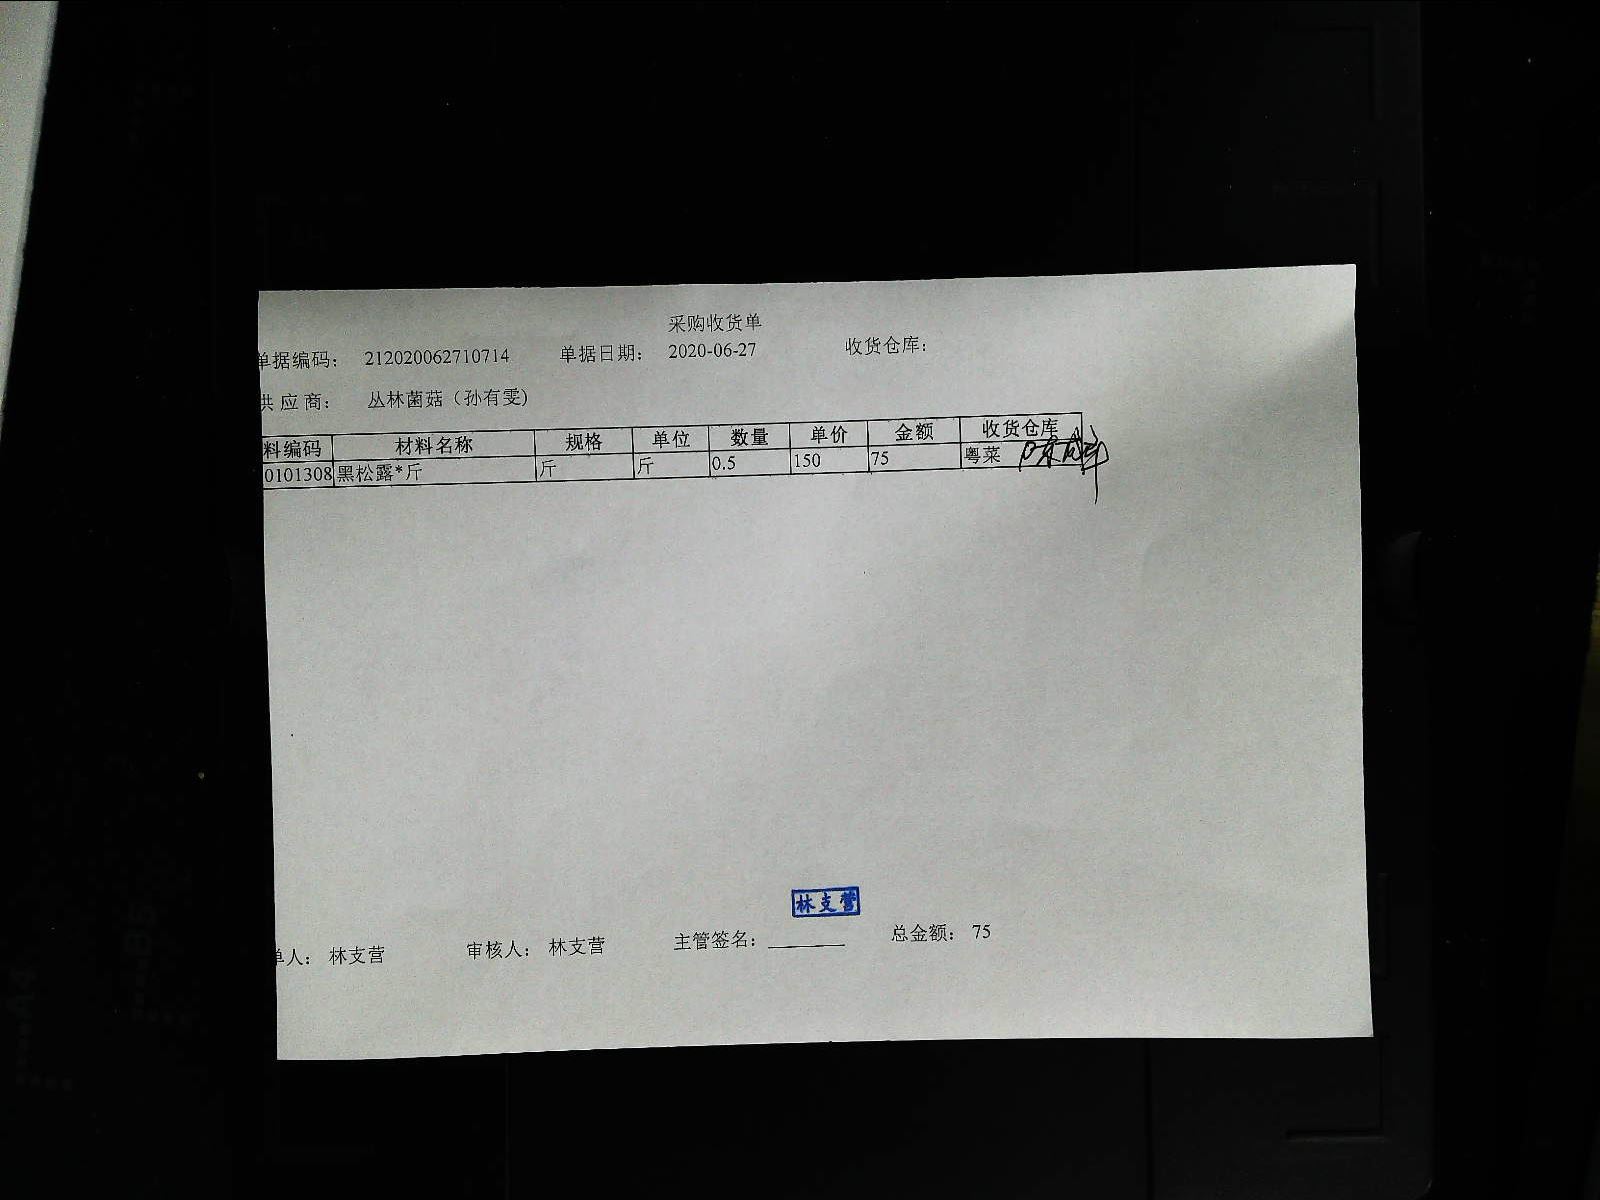 采购收货单
单据编码： 212020062710714 单据日期： 2020-06-27 收货仓库：
供应商： 丛林菌菇（孙有雯)
料编码 材料名称 规格 单位 数量 单价 金额 收货仓库
0101308 黑松露*斤 斤 斤 0.5 150 75 粤菜
林支营
单人： 林支营 审核人： 林支营 主管签名： 总金额： 75